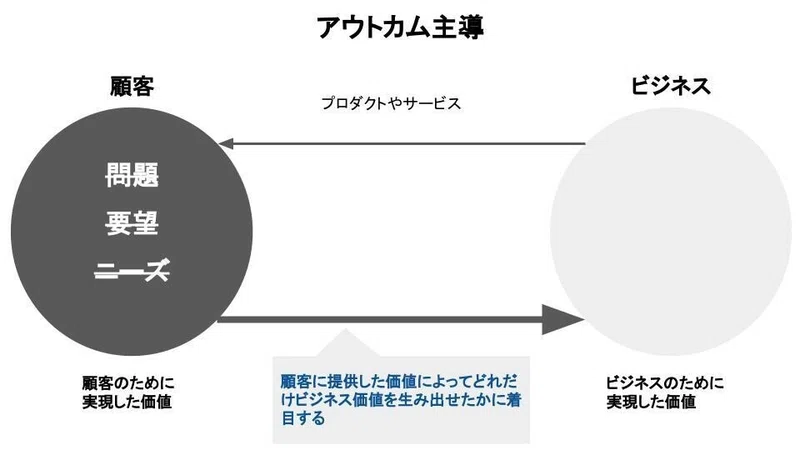 アウトカム主導
顧客
ビジネス
プロダクトやサービス
問題
要望
ニーズ
顧客に提供した価値によってどれだ
けビジネス価値を生み出せたかに着
目する
顧客のために
実現した価値
ビジネスのために
実現した価値